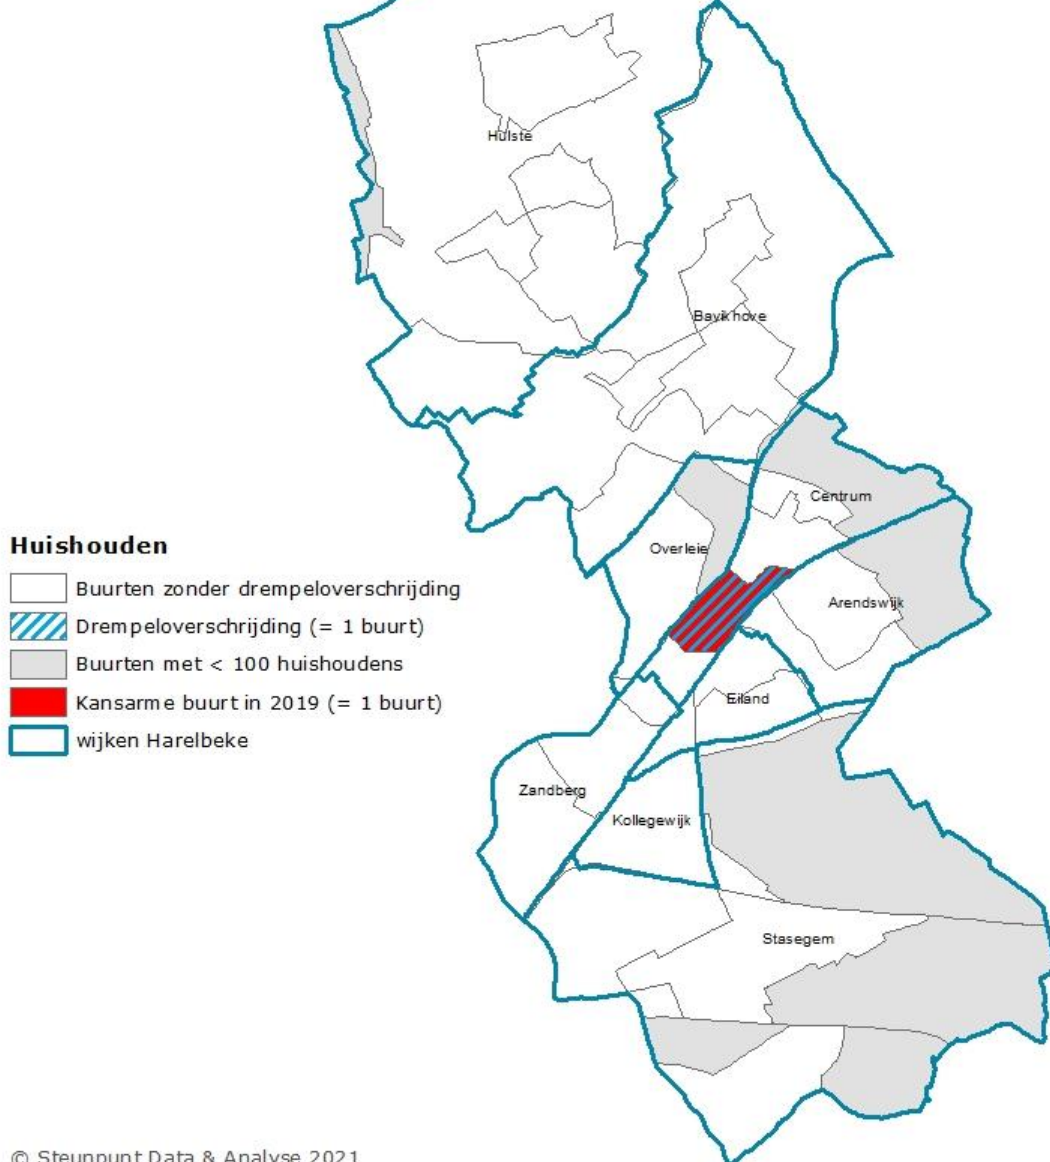 Hulste
Bavikhove
Centrum
Overleie
Arendswijk
Eiland
Zandberg
Kollegewijk
Stasegem
Huishouden
Buurten zonder drempeloverschrijding
Drempeloverschrijding (= 1 buurt)
Buurten met < 100 huishoudens
Kansarme buurt in 2019 (= 1 buurt)
wijken Harelbeke
© Steunpunt Data & Analyse 2021